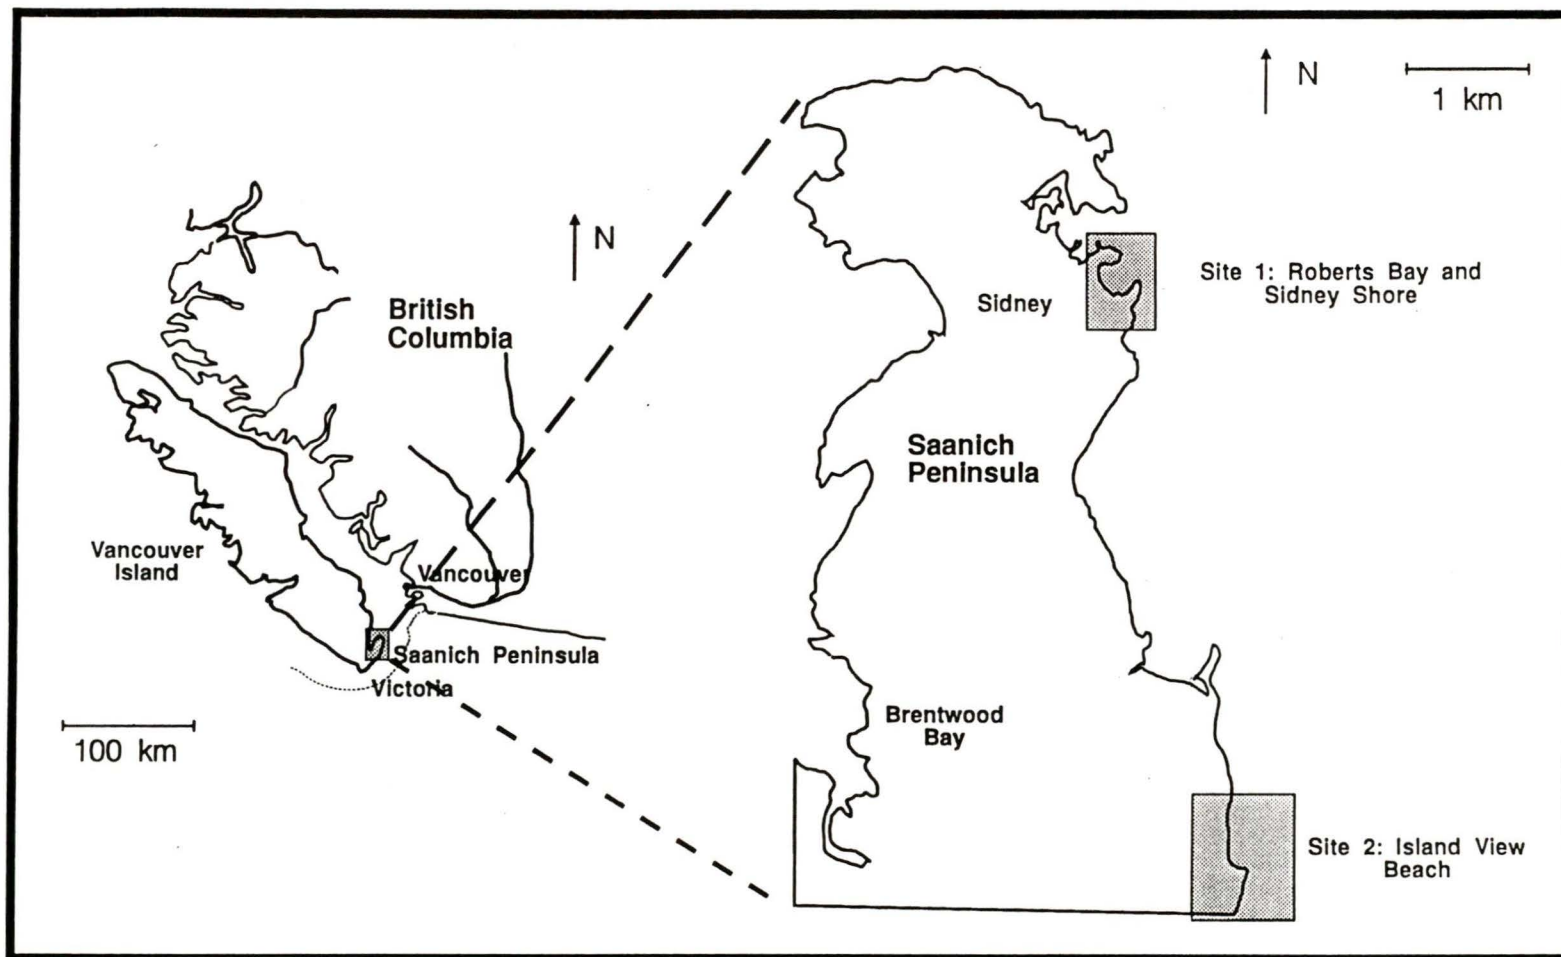 N
1 km
N
British
Columbia
Site 1: Roberts Bay and
Sidney Shore
Sidney
Saanich
Peninsula
Vancouver
Island
Vancouver
Saanich Peninsula
Victoria
100 km
Brentwood
Bay
Site 2: Island View
Beach